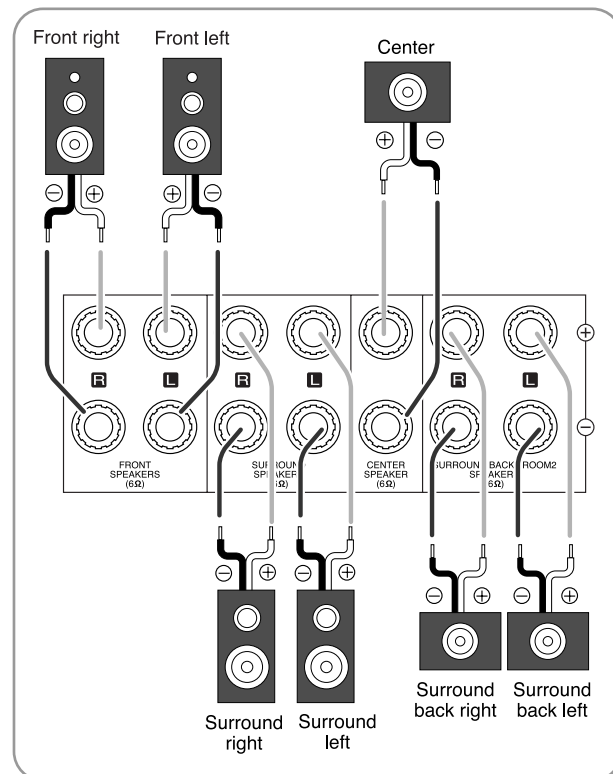 Front right
Front left
Center
⊖ ⊕
⊕ ⊖
⊕ ⊖
⊕
R L R L R L
⊖
FRONT
SPEAKERS
(6Ω)
CENTER
SPEAKER
(6Ω)
ROOM2
⊖ ⊕
⊖ ⊕
⊖ ⊕
⊖ ⊕
Surround
right
Surround
left
Surround
back right
Surround
back left